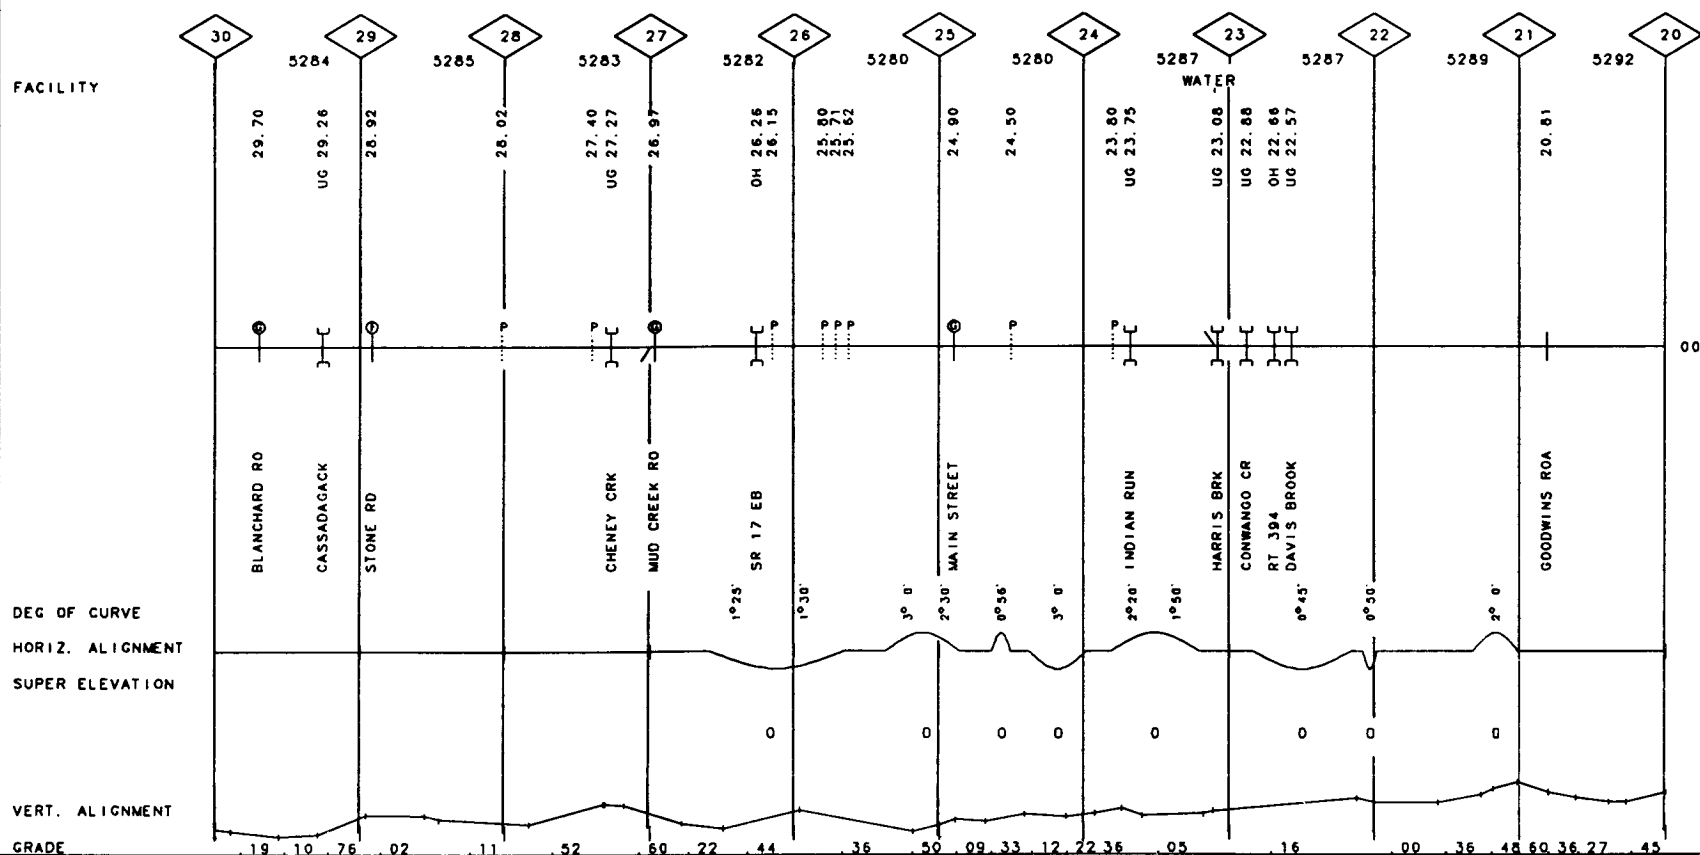 30 29 28 27 26 25 24 23 22 21 20
5284 5285 5283 5282 5280 5280 5287 5287 5289 5292
FACILITY
WATER
29.70
UG 29.26
28.92
28.02
27.40
UG 27.27
26.97
OH 26.26
26.15
25.80
25.71
25.62
24.90
24.50
23.80
UG 23.75
UG 23.08
UG 22.88
OH 22.66
UG 22.57
20.81
P P P P P P P P
00
BLANCHARD RO
CASSADAGACK
STONE RD
CHENEY CRK
MUD CREEK RO
SR 17 EB
MAIN STREET
INDIAN RUN
HARRIS BRK
CONWANGO CR
RT 394
DAVIS BROOK
GOODWINS ROA
DEG OF CURVE
1°25' 1°30' 3° 0' 2°30' 0°56' 3° 0' 2°20' 1°50' 0°45' 0°50' 2° 0'
HORIZ. ALIGNMENT
SUPER ELEVATION
0 0 0 0 0 0 0 0
VERT. ALIGNMENT
GRADE .19 .10 .76 .02 .11 .52 .60 .22 .44 .36 .50 .09 .33 .12 .22 .36 .05 .16 .00 .36 .48 .60 .36 .27 .45